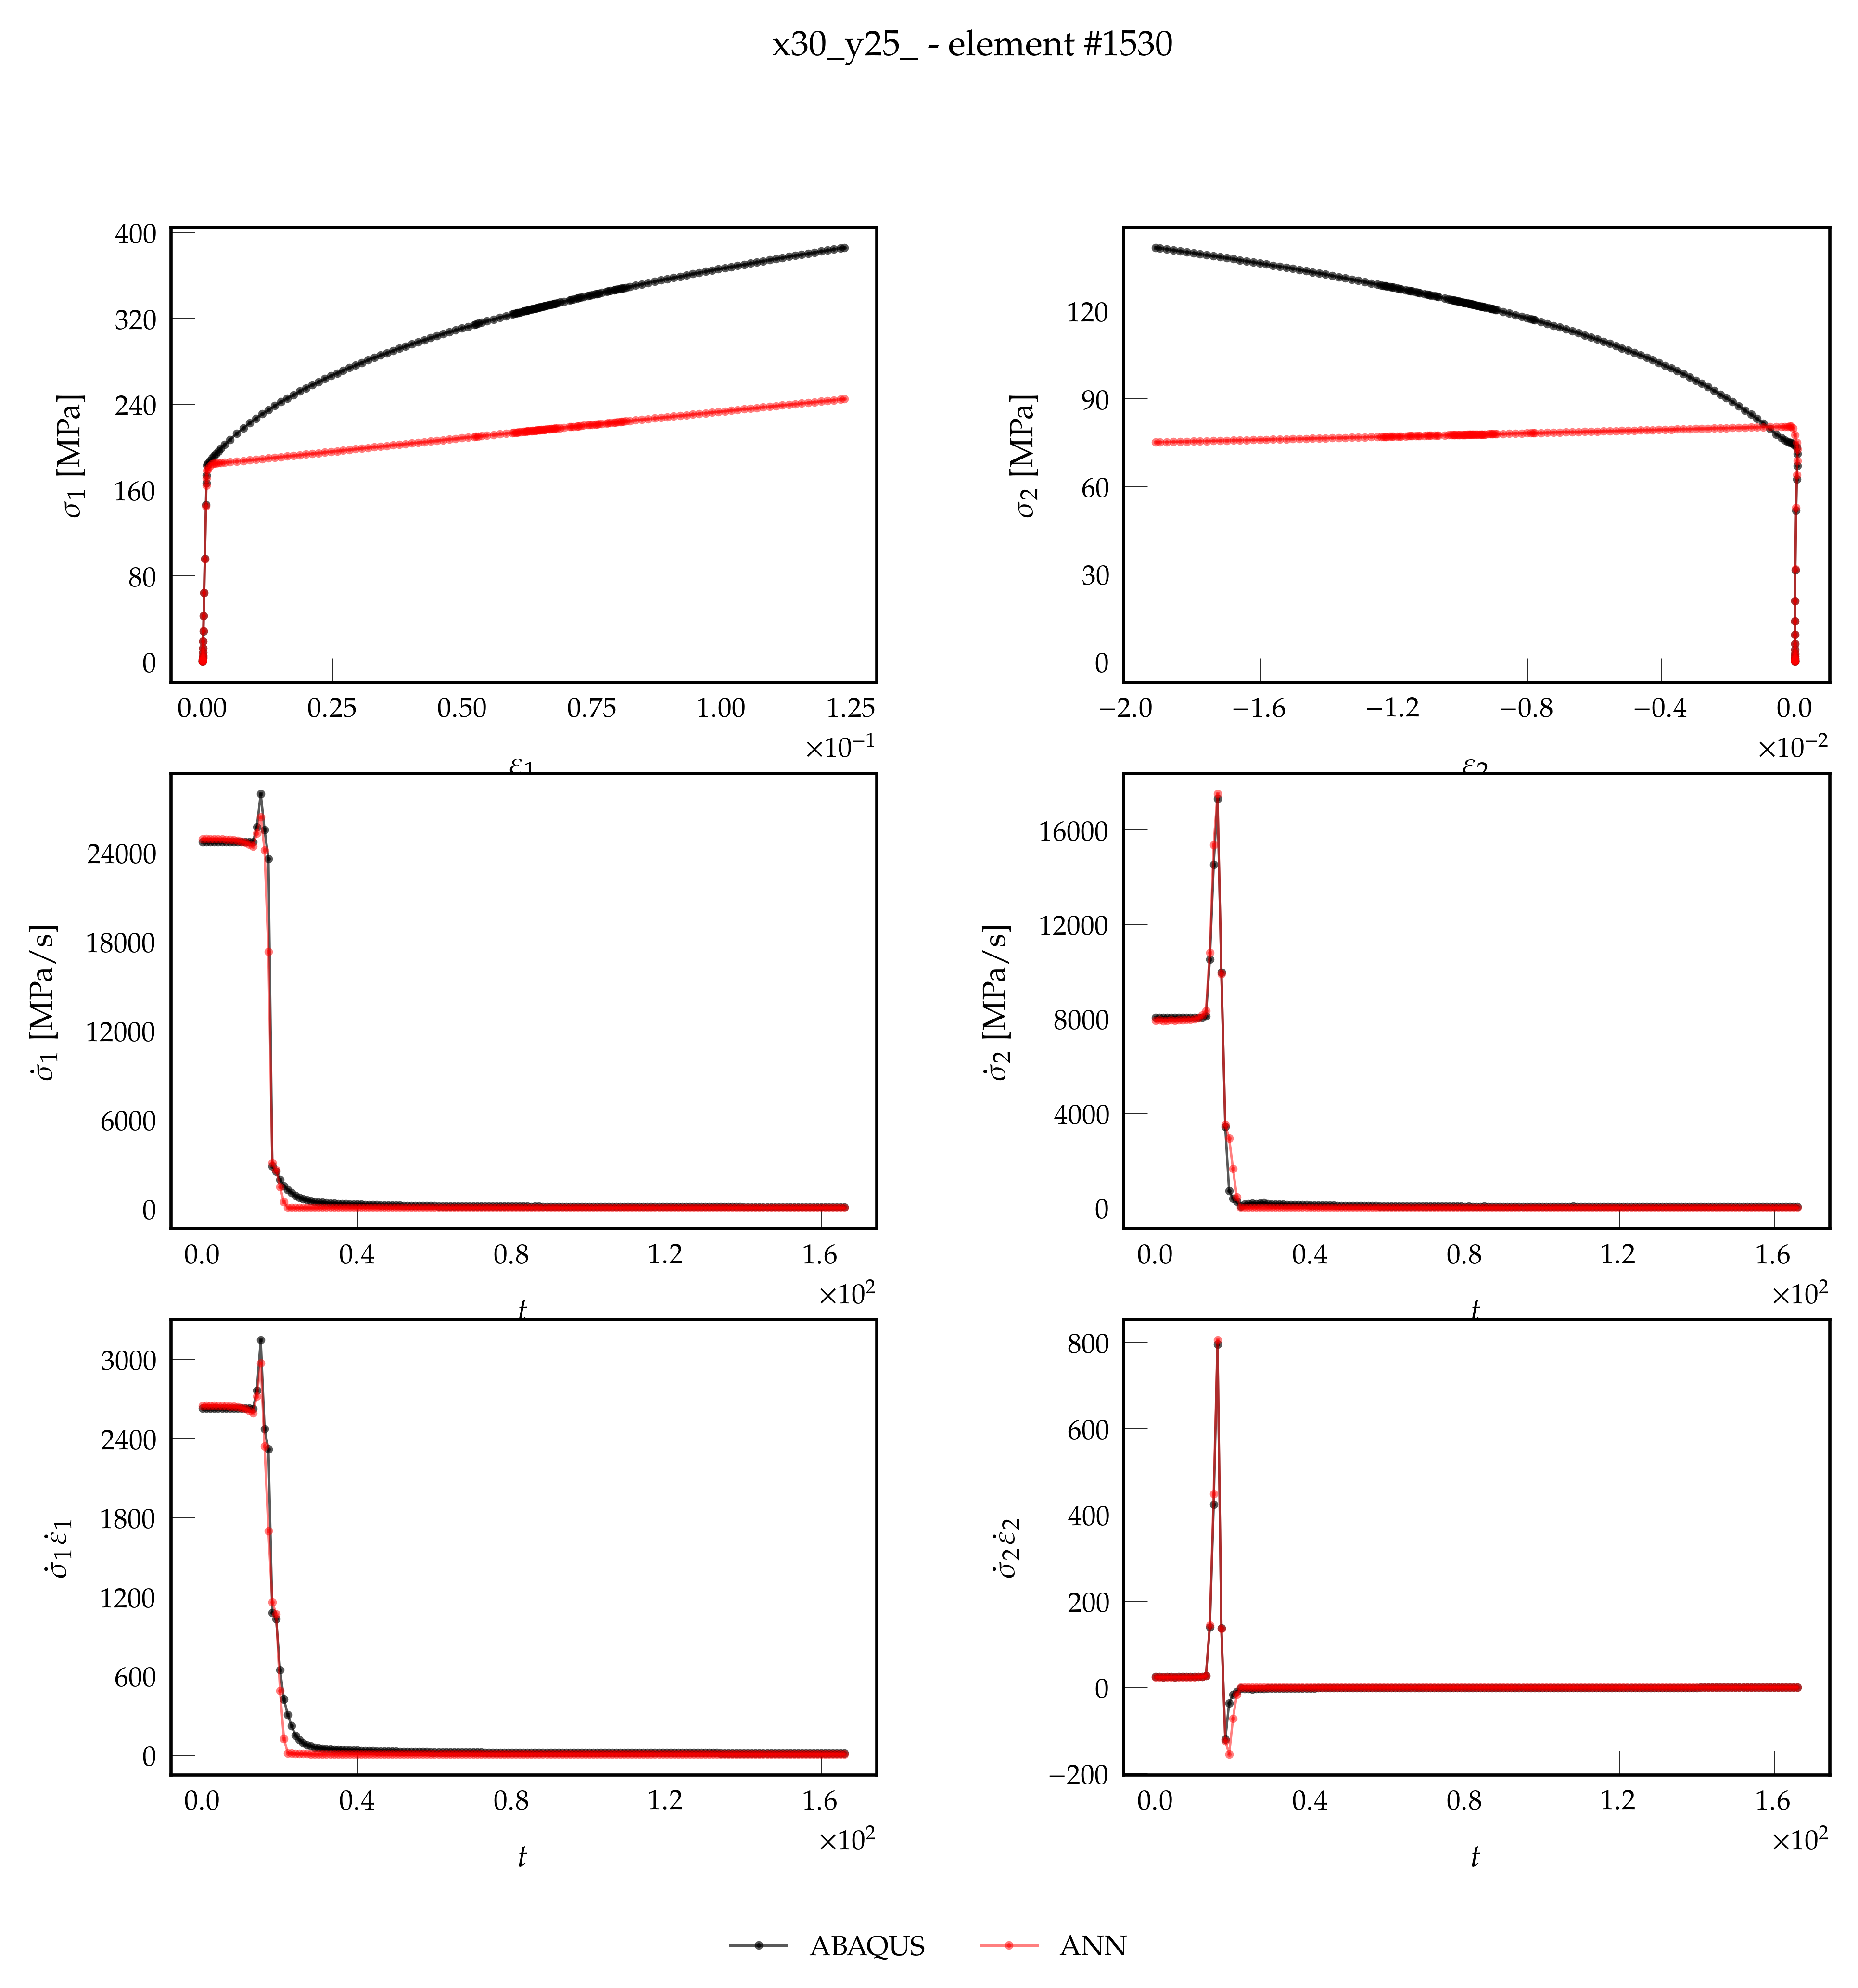 x30_y25_ - element #1530
400
320
240
160
80
0
σ₁ [MPa]
0.00 0.25 0.50 0.75 1.00 1.25
×10⁻¹
ε₁
120
90
60
30
0
σ₂ [MPa]
−2.0 −1.6 −1.2 −0.8 −0.4 0.0
×10⁻²
ε₂
24000
18000
12000
6000
0
σ̇₁ [MPa/s]
0.0 0.4 0.8 1.2 1.6
×10²
t
16000
12000
8000
4000
0
σ̇₂ [MPa/s]
0.0 0.4 0.8 1.2 1.6
×10²
t
3000
2400
1800
1200
600
0
σ̇₁ε̇₁
0.0 0.4 0.8 1.2 1.6
×10²
t
800
600
400
200
0
−200
σ̇₂ε̇₂
0.0 0.4 0.8 1.2 1.6
×10²
t
ABAQUS ANN